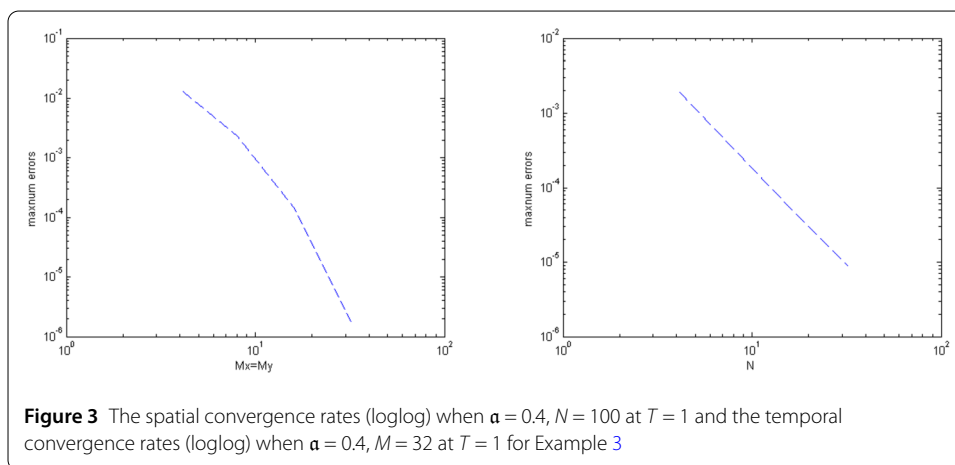 10^-1
10^-2
10^-3
10^-4
10^-5
10^-6
10^0
10^1
10^2
maxnum errors
Mx=My
10^-2
10^-3
10^-4
10^-5
10^-6
10^0
10^1
10^2
maxnum errors
N
Figure 3 The spatial convergence rates (loglog) when 𝔞 = 0.4, N = 100 at T = 1 and the temporal
convergence rates (loglog) when 𝔞 = 0.4, M = 32 at T = 1 for Example 3